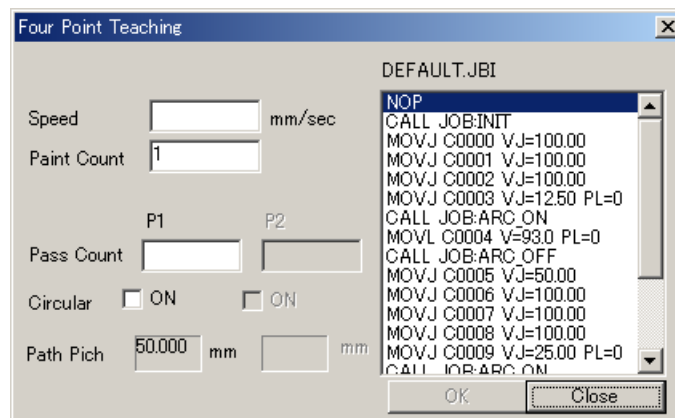 Four Point Teaching
DEFAULT.JBI
Speed mm/sec
Paint Count 1
P1 P2
Pass Count
Circular ON ON
Path Pich 50.000 mm mm
NOP
CALL JOB:INIT
MOVJ C0000 VJ=100.00
MOVJ C0001 VJ=100.00
MOVJ C0002 VJ=100.00
MOVJ C0003 VJ=12.50 PL=0
CALL JOB:ARC_ON
MOVL C0004 V=93.0 PL=0
CALL JOB:ARC_OFF
MOVJ C0005 VJ=50.00
MOVJ C0006 VJ=100.00
MOVJ C0007 VJ=100.00
MOVJ C0008 VJ=100.00
MOVJ C0009 VJ=25.00 PL=0
CALL JOB:ARC_ON
OK Close